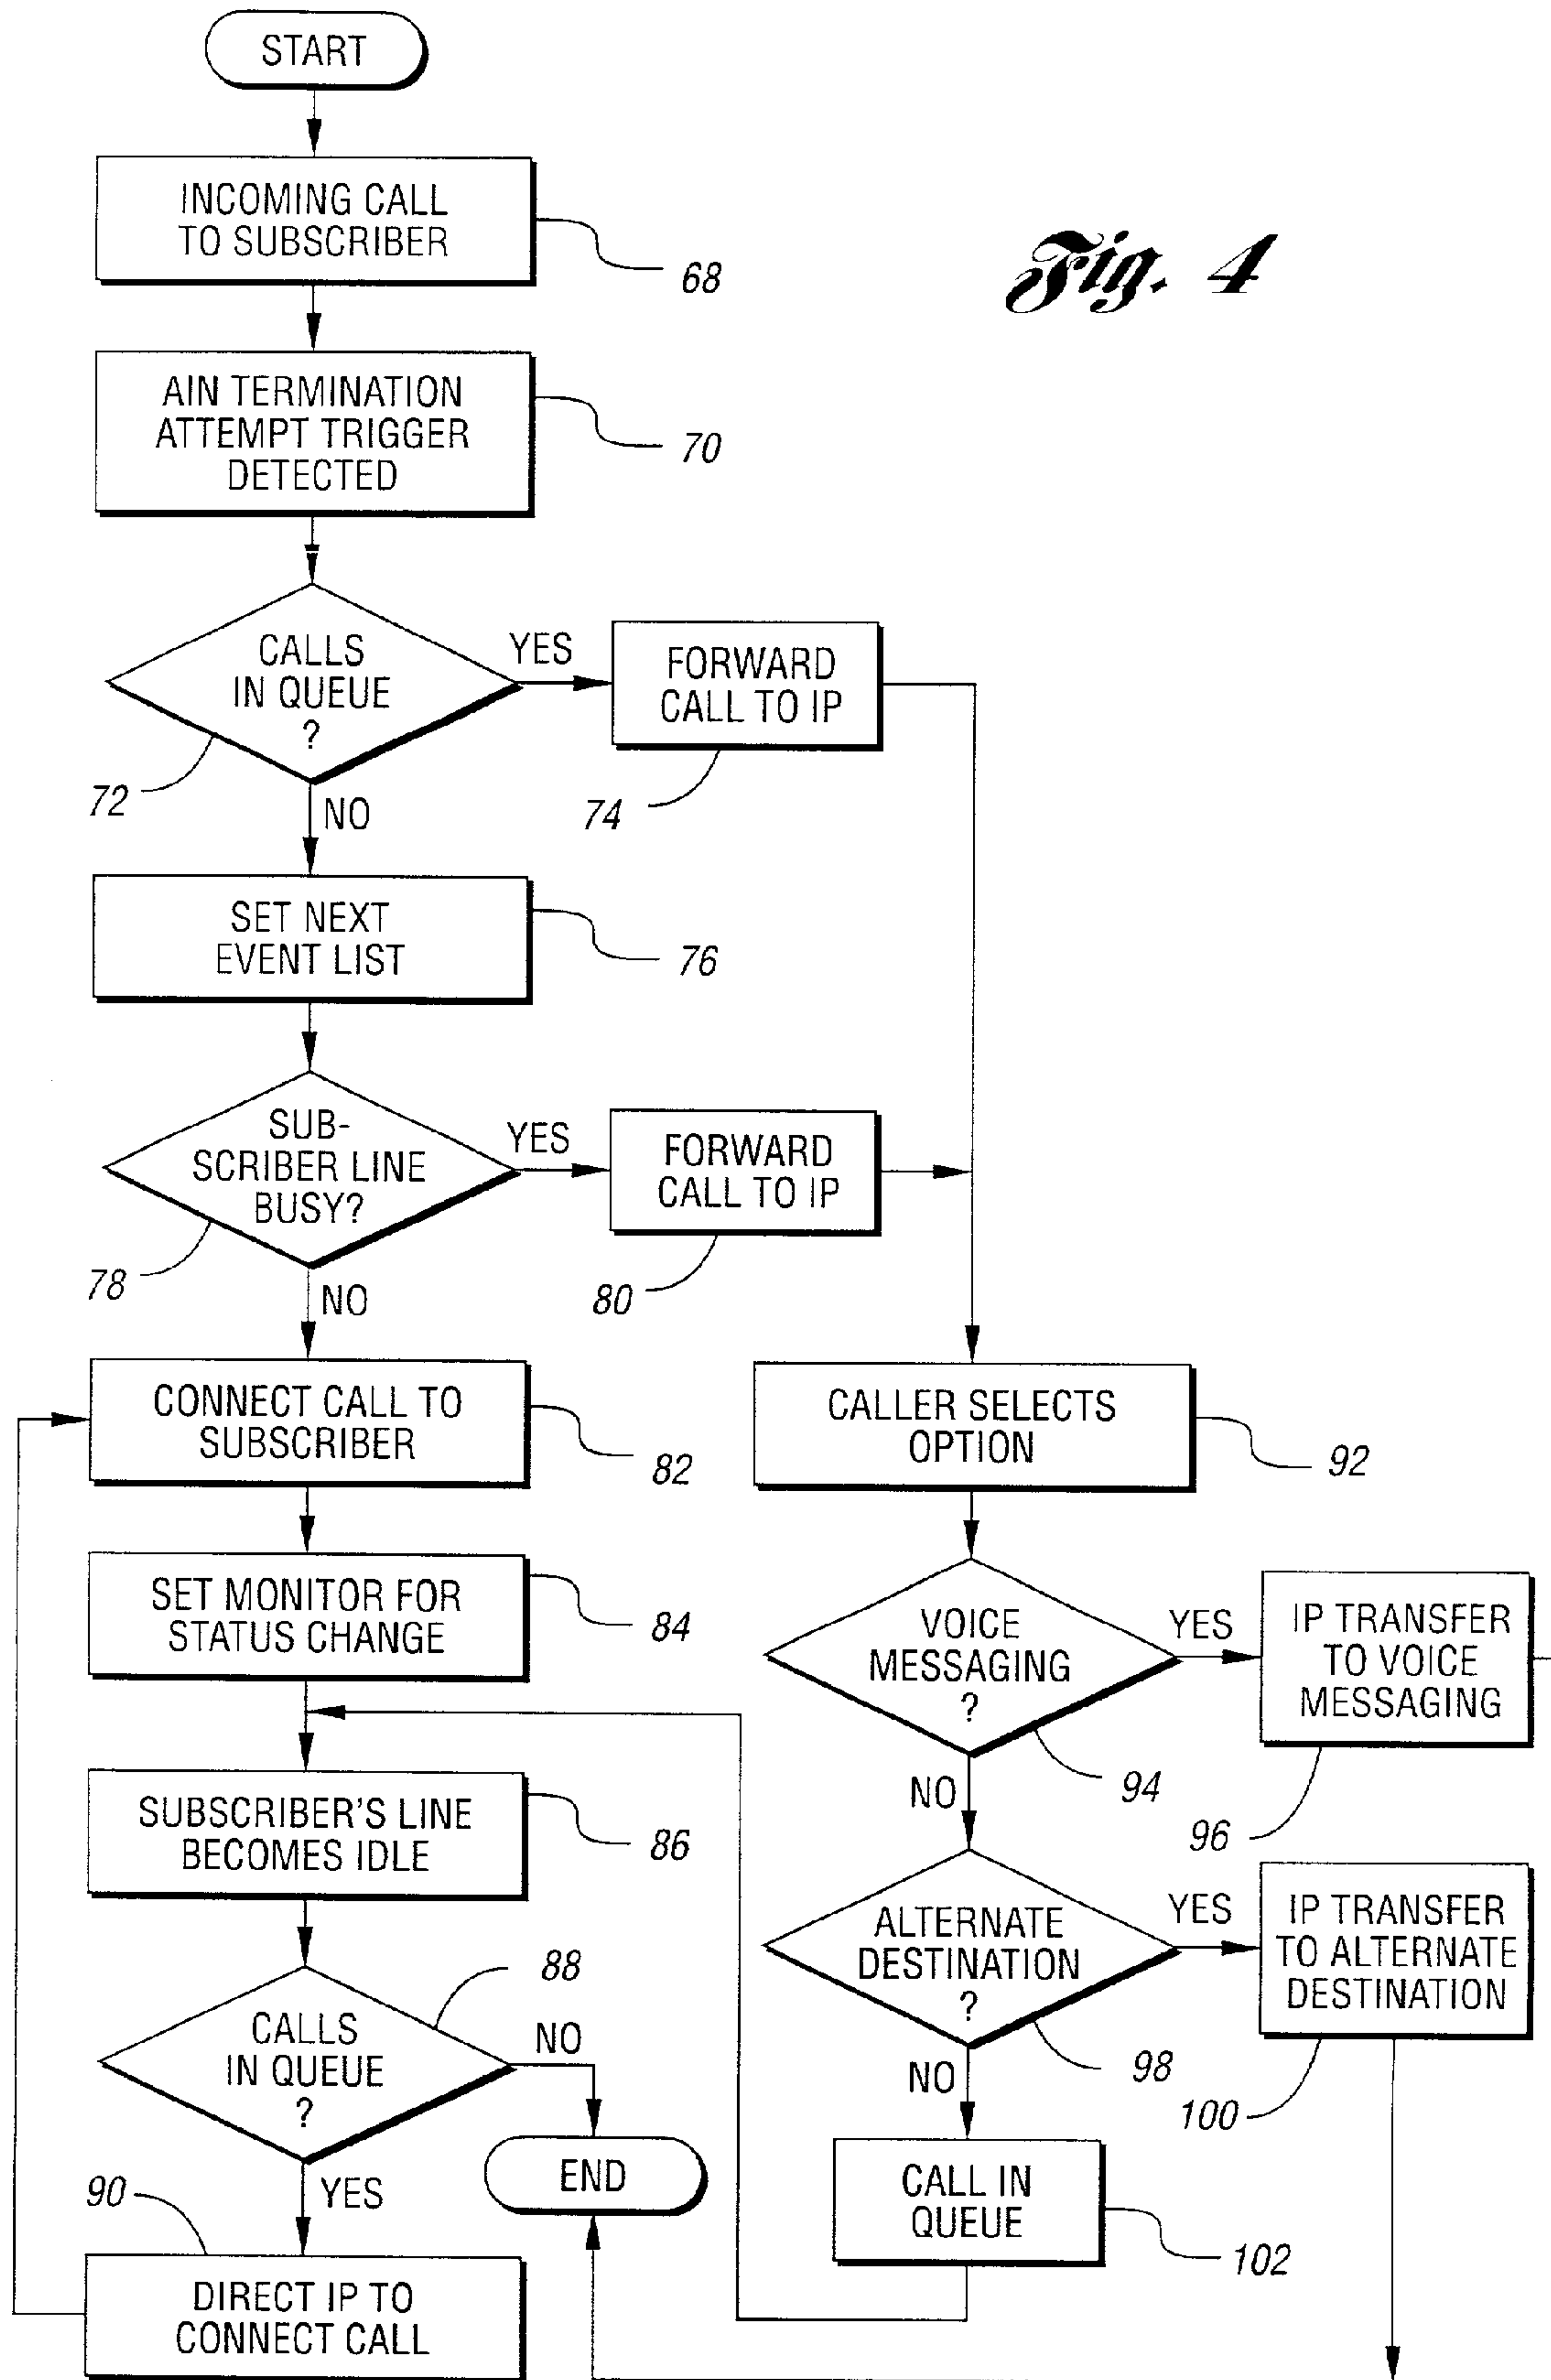 START
INCOMING CALL
TO SUBSCRIBER
68
Fig. 4
AIN TERMINATION
ATTEMPT TRIGGER
DETECTED
70
CALLS
IN QUEUE
?
72
YES
FORWARD
CALL TO IP
74
NO
SET NEXT
EVENT LIST
76
SUB-
SCRIBER LINE
BUSY?
78
YES
FORWARD
CALL TO IP
80
NO
CONNECT CALL TO
SUBSCRIBER
82
CALLER SELECTS
OPTION
92
SET MONITOR FOR
STATUS CHANGE
84
VOICE
MESSAGING
?
94
YES
IP TRANSFER
TO VOICE
MESSAGING
96
NO
SUBSCRIBER'S LINE
BECOMES IDLE
86
ALTERNATE
DESTINATION
?
98
YES
IP TRANSFER
TO ALTERNATE
DESTINATION
100
NO
CALLS
IN QUEUE
?
88
NO
END
YES
CALL IN
QUEUE
102
90
DIRECT IP TO
CONNECT CALL